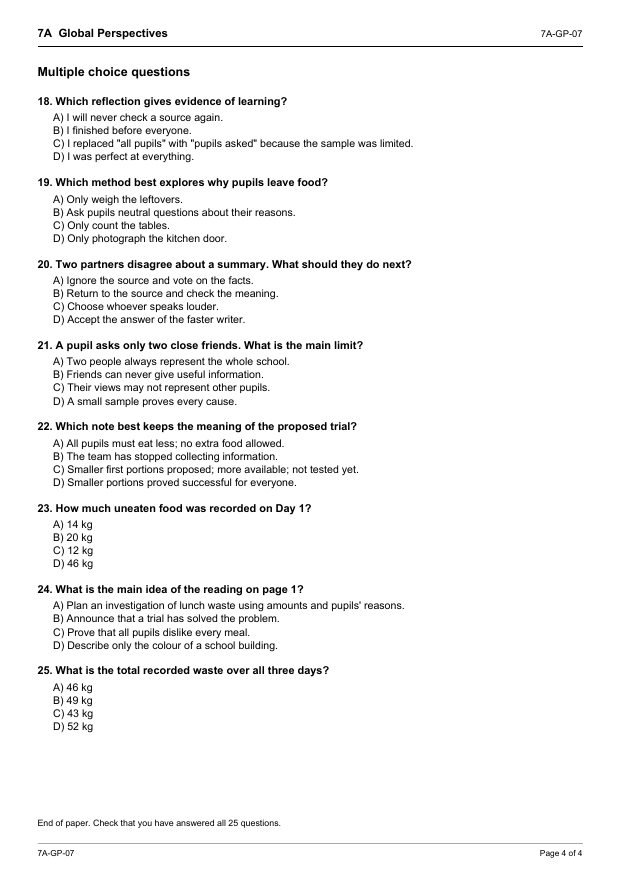 7A Global Perspectives
7A-GP-07
Multiple choice questions
18. Which reflection gives evidence of learning?
A) I will never check a source again.
B) I finished before everyone.
C) I replaced "all pupils" with "pupils asked" because the sample was limited.
D) I was perfect at everything.
19. Which method best explores why pupils leave food?
A) Only weigh the leftovers.
B) Ask pupils neutral questions about their reasons.
C) Only count the tables.
D) Only photograph the kitchen door.
20. Two partners disagree about a summary. What should they do next?
A) Ignore the source and vote on the facts.
B) Return to the source and check the meaning.
C) Choose whoever speaks louder.
D) Accept the answer of the faster writer.
21. A pupil asks only two close friends. What is the main limit?
A) Two people always represent the whole school.
B) Friends can never give useful information.
C) Their views may not represent other pupils.
D) A small sample proves every cause.
22. Which note best keeps the meaning of the proposed trial?
A) All pupils must eat less; no extra food allowed.
B) The team has stopped collecting information.
C) Smaller first portions proposed; more available; not tested yet.
D) Smaller portions proved successful for everyone.
23. How much uneaten food was recorded on Day 1?
A) 14 kg
B) 20 kg
C) 12 kg
D) 46 kg
24. What is the main idea of the reading on page 1?
A) Plan an investigation of lunch waste using amounts and pupils' reasons.
B) Announce that a trial has solved the problem.
C) Prove that all pupils dislike every meal.
D) Describe only the colour of a school building.
25. What is the total recorded waste over all three days?
A) 46 kg
B) 49 kg
C) 43 kg
D) 52 kg
End of paper. Check that you have answered all 25 questions.
7A-GP-07
Page 4 of 4